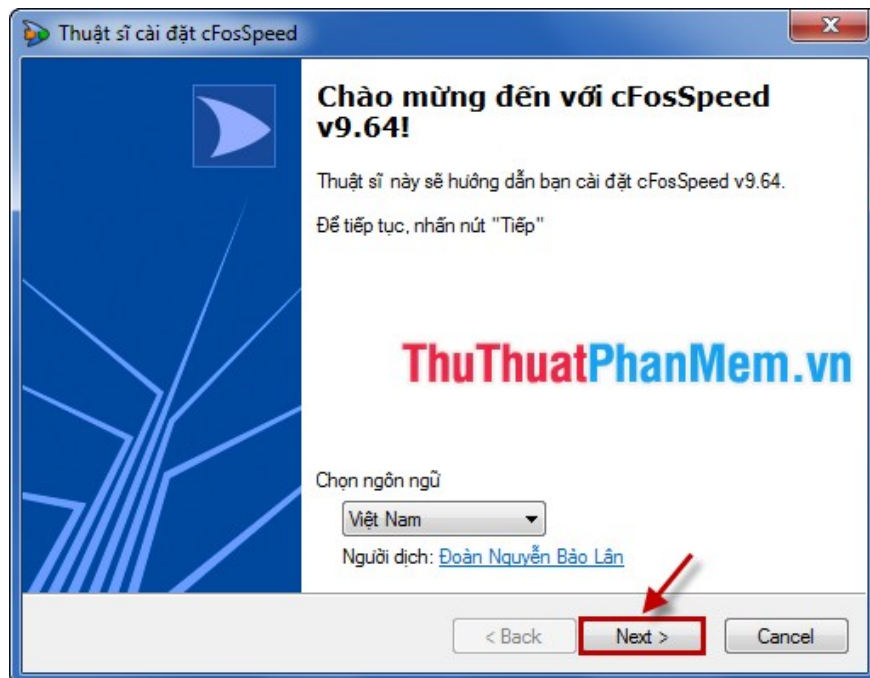 Thuật sĩ cài đặt cFosSpeed
Chào mừng đến với cFosSpeed
v9.64!
Thuật sĩ này sẽ hướng dẫn bạn cài đặt cFosSpeed v9.64.
Để tiếp tục, nhấn nút "Tiếp"
ThuThuatPhanMem.vn
Chọn ngôn ngữ
Việt Nam
Người dịch: Đoàn Nguyễn Bảo Lân
< Back Next > Cancel